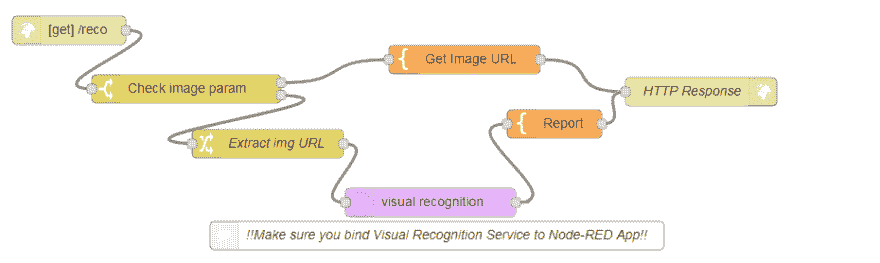 [get] /reco
Get Image URL
Check image param
HTTP Response
Report
Extract img URL
visual recognition
!!Make sure you bind Visual Recognition Service to Node-RED App!!